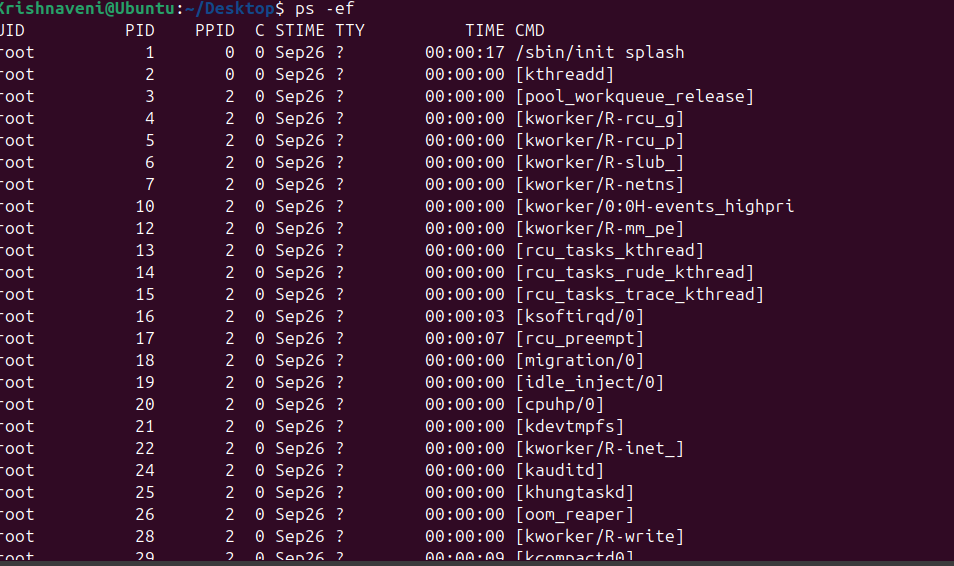 Krishnaveni@Ubuntu:~/Desktop$ ps -ef
UID          PID    PPID  C STIME TTY          TIME CMD
root           1       0  0 Sep26 ?        00:00:17 /sbin/init splash
root           2       0  0 Sep26 ?        00:00:00 [kthreadd]
root           3       2  0 Sep26 ?        00:00:00 [pool_workqueue_release]
root           4       2  0 Sep26 ?        00:00:00 [kworker/R-rcu_g]
root           5       2  0 Sep26 ?        00:00:00 [kworker/R-rcu_p]
root           6       2  0 Sep26 ?        00:00:00 [kworker/R-slub_]
root           7       2  0 Sep26 ?        00:00:00 [kworker/R-netns]
root          10       2  0 Sep26 ?        00:00:00 [kworker/0:0H-events_highpri
root          12       2  0 Sep26 ?        00:00:00 [kworker/R-mm_pe]
root          13       2  0 Sep26 ?        00:00:00 [rcu_tasks_kthread]
root          14       2  0 Sep26 ?        00:00:00 [rcu_tasks_rude_kthread]
root          15       2  0 Sep26 ?        00:00:00 [rcu_tasks_trace_kthread]
root          16       2  0 Sep26 ?        00:00:03 [ksoftirqd/0]
root          17       2  0 Sep26 ?        00:00:07 [rcu_preempt]
root          18       2  0 Sep26 ?        00:00:00 [migration/0]
root          19       2  0 Sep26 ?        00:00:00 [idle_inject/0]
root          20       2  0 Sep26 ?        00:00:00 [cpuhp/0]
root          21       2  0 Sep26 ?        00:00:00 [kdevtmpfs]
root          22       2  0 Sep26 ?        00:00:00 [kworker/R-inet_]
root          24       2  0 Sep26 ?        00:00:00 [kauditd]
root          25       2  0 Sep26 ?        00:00:00 [khungtaskd]
root          26       2  0 Sep26 ?        00:00:00 [oom_reaper]
root          28       2  0 Sep26 ?        00:00:00 [kworker/R-write]
root          29       2  0 Sep26 ?        00:00:09 [kcompactd0]